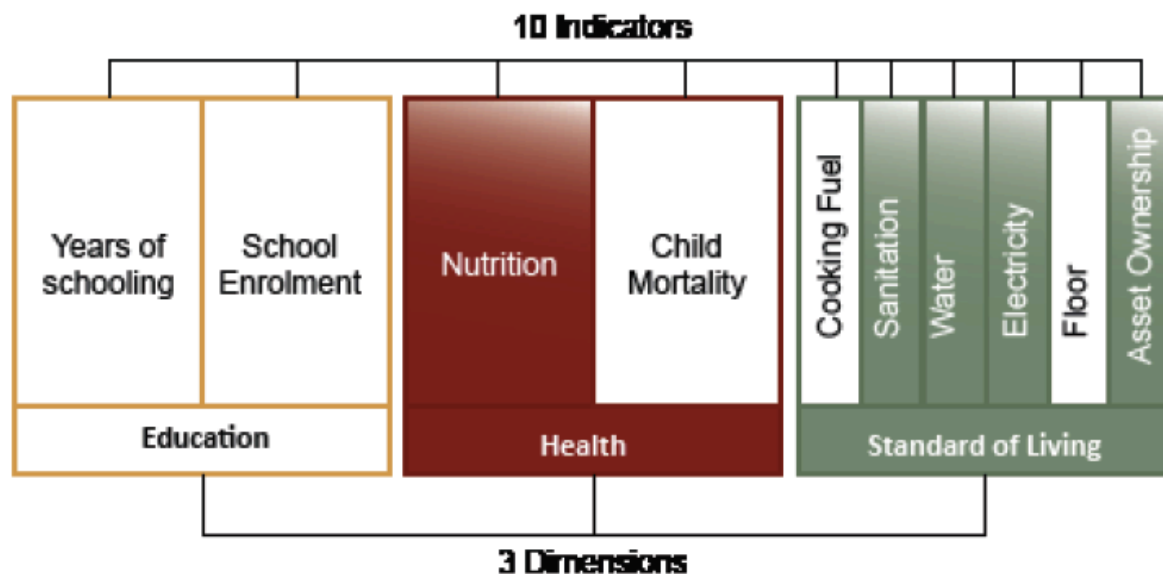 10 Indicators
Years of
schooling
School
Enrolment
Nutrition
Child
Mortality
Cooking Fuel
Sanitation
Water
Electricity
Floor
Asset Ownership
Education
Health
Standard of Living
3 Dimensions